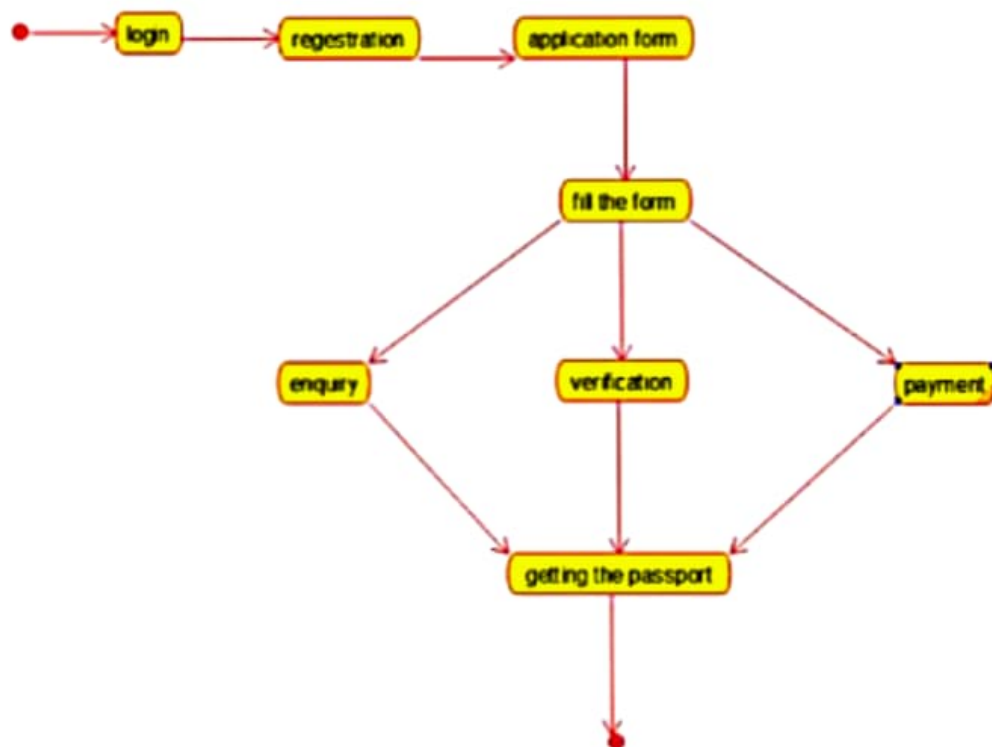 login
regestration
application form
fill the form
enquiry
verification
payment
getting the passport